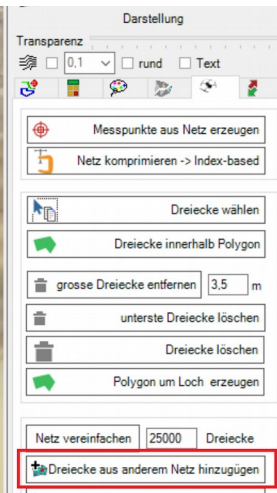 Darstellung
Transparenz
0.1 rund Text
Messpunkte aus Netz erzeugen
Netz komprimieren -> Index-based
Dreiecke wählen
Dreiecke innerhalb Polygon
grosse Dreiecke entfernen 3,5 m
unterste Dreiecke löschen
Dreiecke löschen
Polygon um Loch erzeugen
Netz vereinfachen 25000 Dreiecke
Dreiecke aus anderem Netz hinzugügen